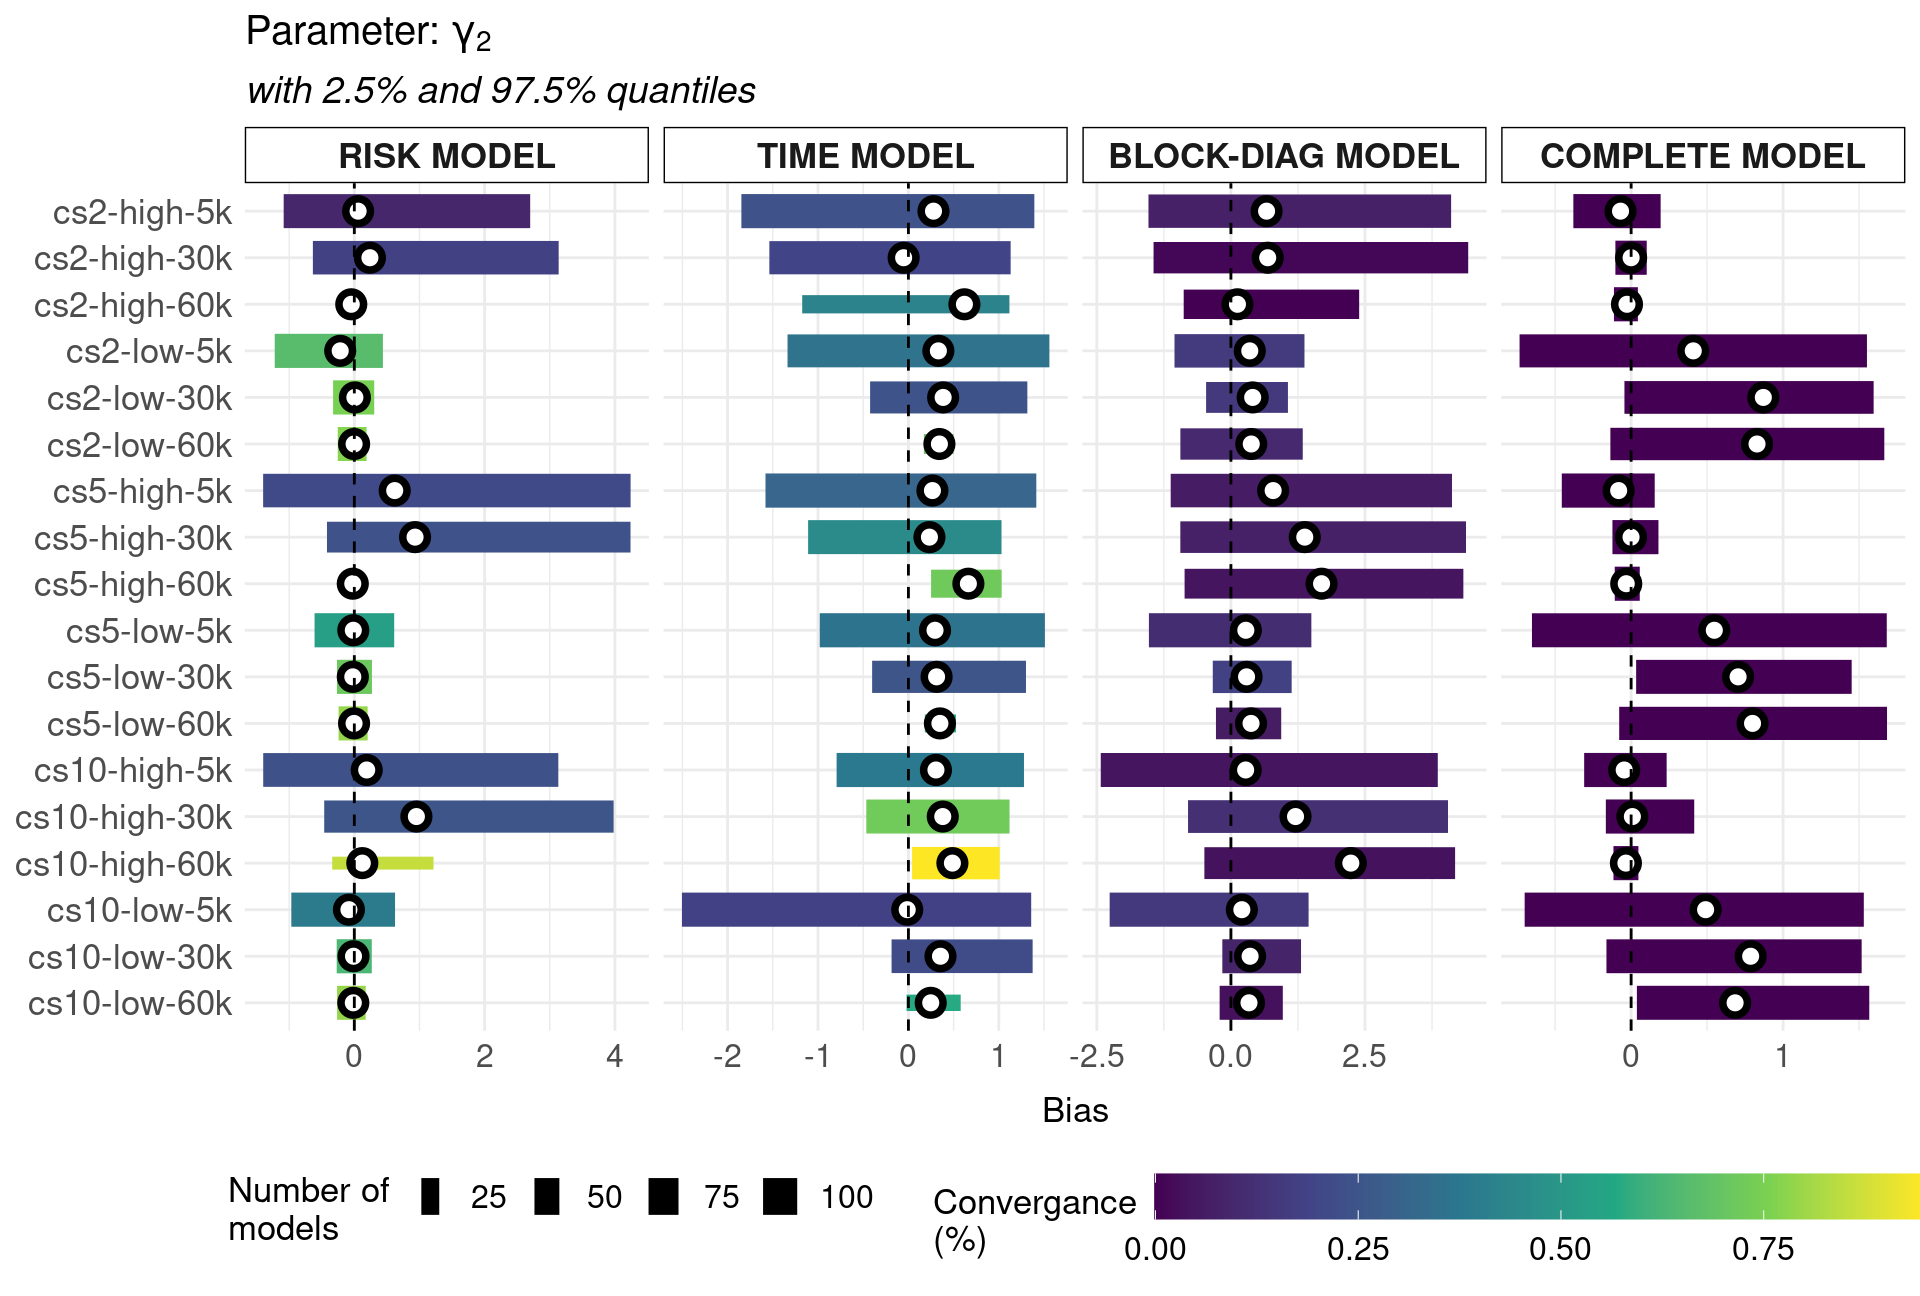 Parameter: γ₂
with 2.5% and 97.5% quantiles
RISK MODEL TIME MODEL BLOCK-DIAG MODEL COMPLETE MODEL
cs2-high-5k
cs2-high-30k
cs2-high-60k
cs2-low-5k
cs2-low-30k
cs2-low-60k
cs5-high-5k
cs5-high-30k
cs5-high-60k
cs5-low-5k
cs5-low-30k
cs5-low-60k
cs10-high-5k
cs10-high-30k
cs10-high-60k
cs10-low-5k
cs10-low-30k
cs10-low-60k
0 2 4 -2 -1 0 1 -2.5 0.0 2.5 0 1
Bias
Number of
models
25 50 75 100
Convergance
(%)
0.00 0.25 0.50 0.75